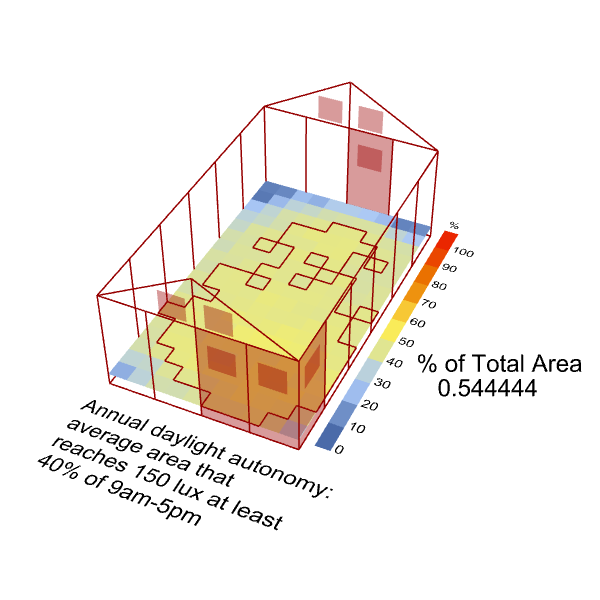 %
100
90
80
70
60
50
40
30
20
10
0
% of Total Area
0.544444
Annual daylight autonomy:
average area that
reaches 150 lux at least
40% of 9am-5pm